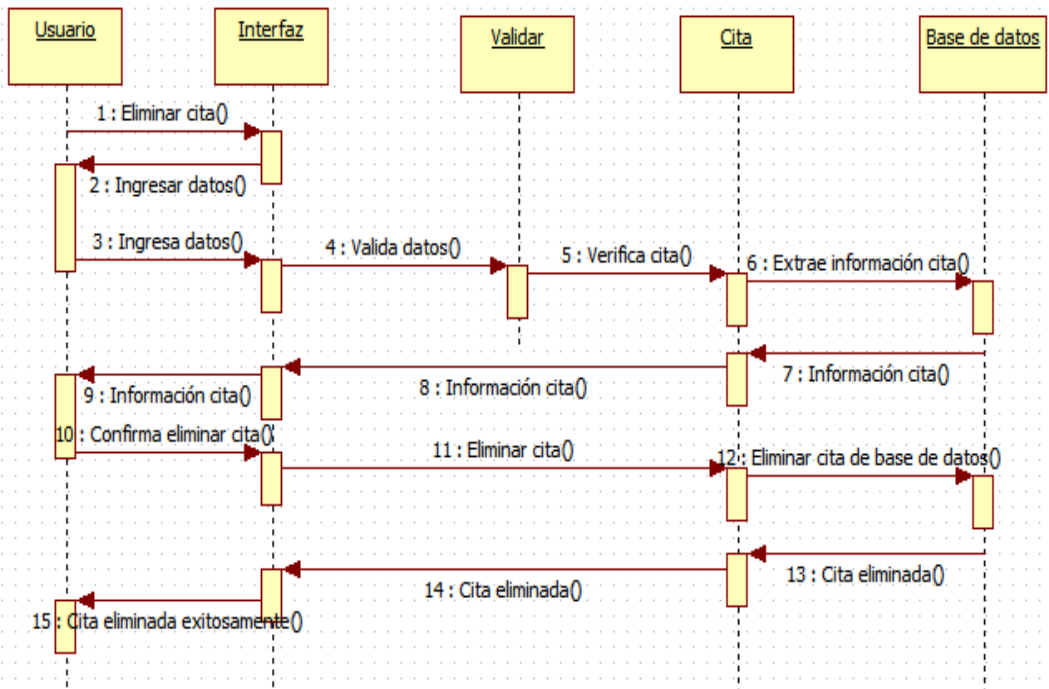 Usuario
Interfaz
Validar
Cita
Base de datos
1 : Eliminar cita()
2 : Ingresar datos()
3 : Ingresa datos()
4 : Valida datos()
5 : Verifica cita()
6 : Extrae información cita()
7 : Información cita()
8 : Información cita()
9 : Información cita()
10 : Confirma eliminar cita()
11 : Eliminar cita()
12 : Eliminar cita de base de datos()
13 : Cita eliminada()
14 : Cita eliminada()
15 : Cita eliminada exitosamente()